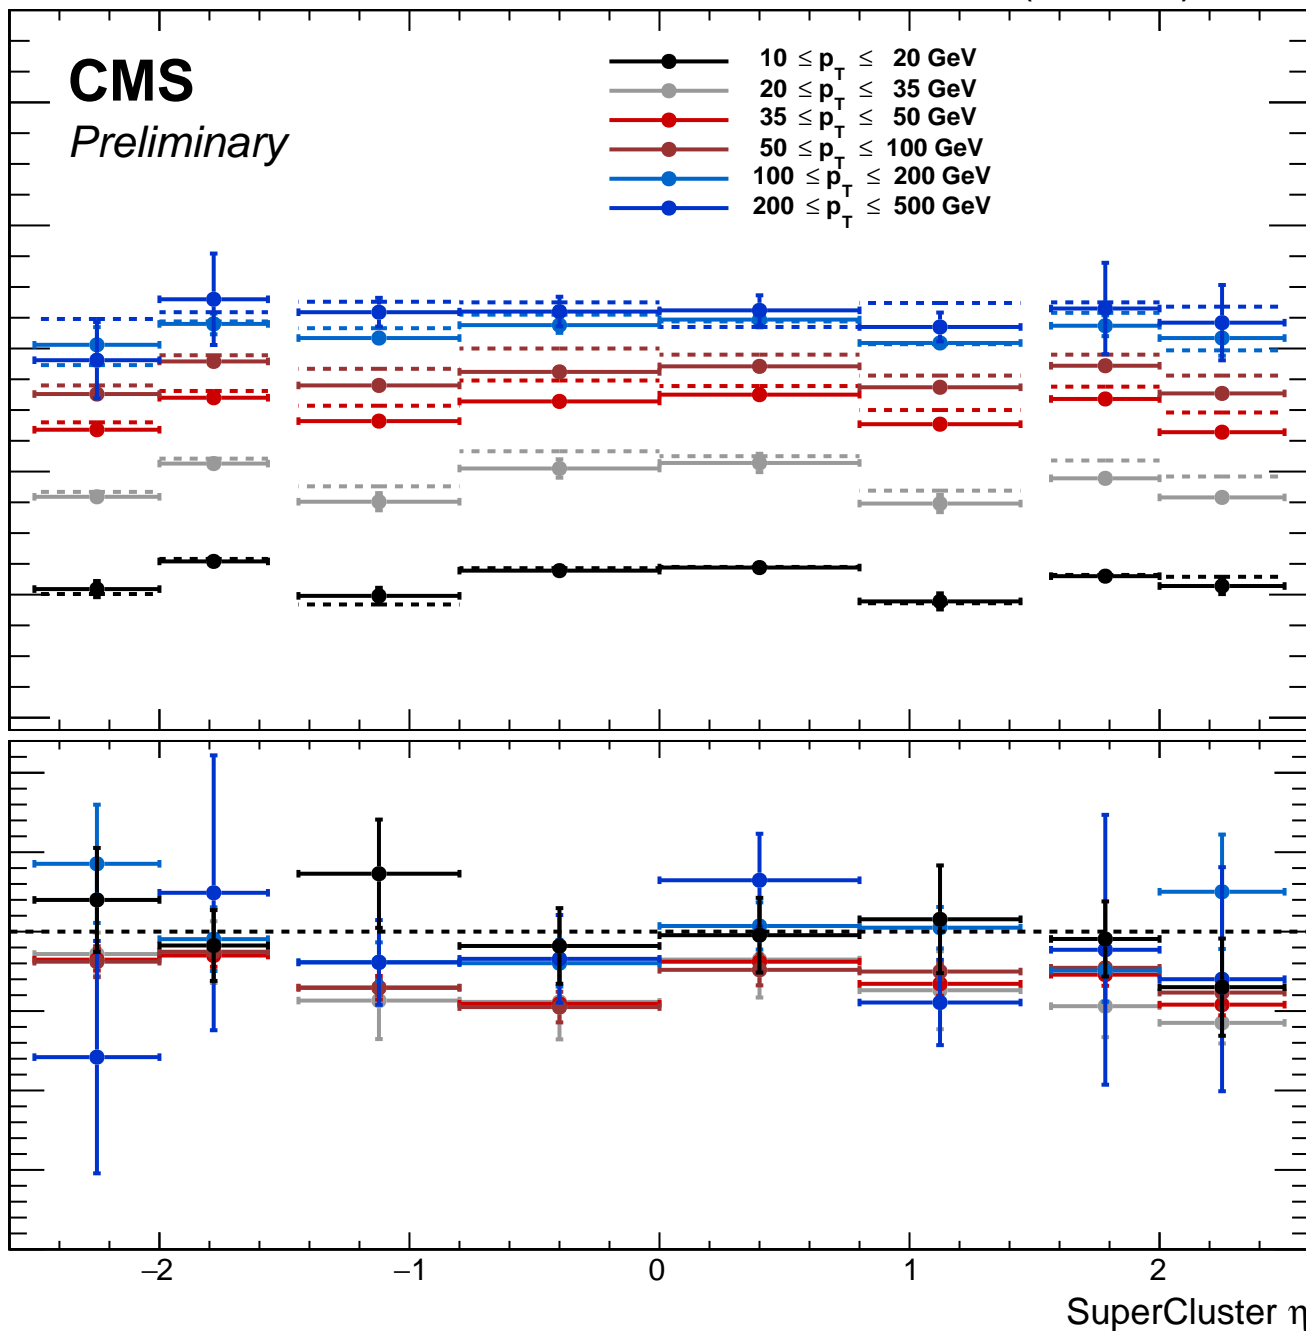 CMS
Preliminary
10 ≤ p_T ≤ 20 GeV
20 ≤ p_T ≤ 35 GeV
35 ≤ p_T ≤ 50 GeV
50 ≤ p_T ≤ 100 GeV
100 ≤ p_T ≤ 200 GeV
200 ≤ p_T ≤ 500 GeV
−2 −1 0 1 2
SuperCluster η